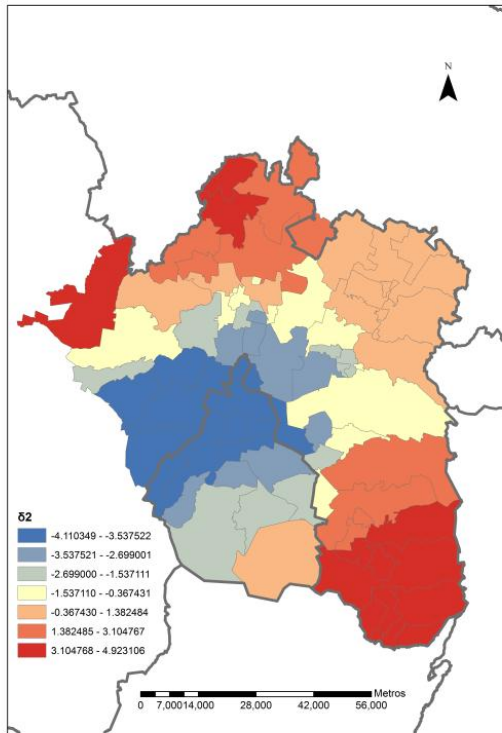 N
δ2
-4.110349 - -3.537522
-3.537521 - -2.699001
-2.699000 - -1.537111
-1.537110 - -0.367431
-0.367430 - 1.382484
1.382485 - 3.104767
3.104768 - 4.923106
Metros
0 7,00014,000 28,000 42,000 56,000